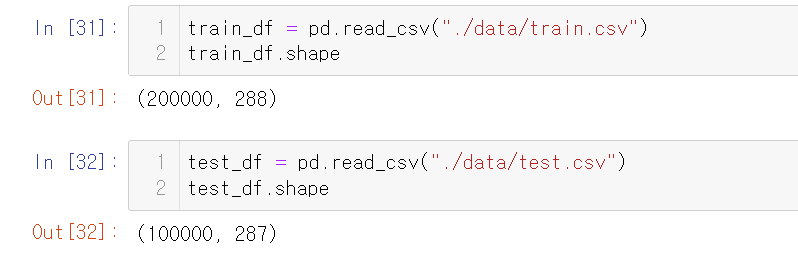 In [31]:
1 train_df = pd.read_csv("./data/train.csv")
2 train_df.shape
Out[31]: (200000, 288)
In [32]:
1 test_df = pd.read_csv("./data/test.csv")
2 test_df.shape
Out[32]: (100000, 287)